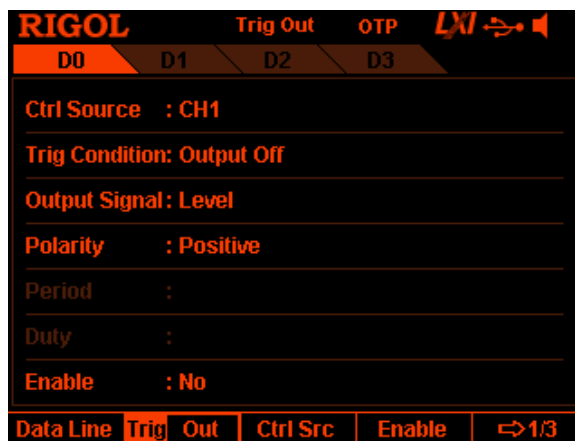 RIGOL Trig Out OTP LXI
D0 D1 D2 D3
Ctrl Source : CH1
Trig Condition: Output Off
Output Signal: Level
Polarity : Positive
Period :
Duty :
Enable : No
Data Line Trig Out Ctrl Src Enable ⇨1/3